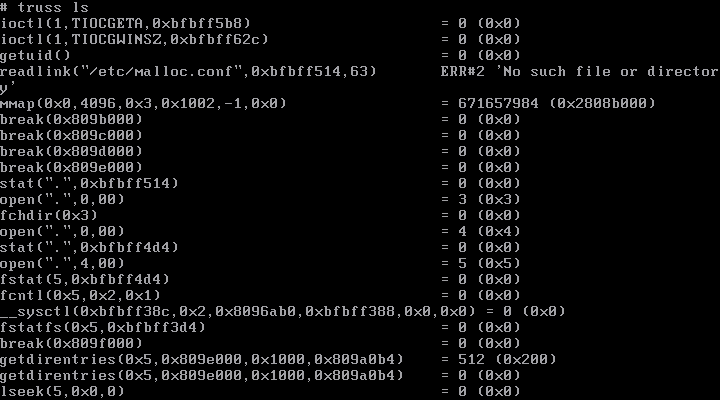 # truss ls
ioctl(1,TIOCGETA,0xbfbff5b8) = 0 (0x0)
ioctl(1,TIOCGWINSZ,0xbfbff62c) = 0 (0x0)
getuid() = 0 (0x0)
readlink("/etc/malloc.conf",0xbfbff514,63) ERR#2 'No such file or director
y'
mmap(0x0,4096,0x3,0x1002,-1,0x0) = 671657984 (0x2808b000)
break(0x809b000) = 0 (0x0)
break(0x809c000) = 0 (0x0)
break(0x809d000) = 0 (0x0)
break(0x809e000) = 0 (0x0)
stat(".",0xbfbff514) = 0 (0x0)
open(".",0,00) = 3 (0x3)
fchdir(0x3) = 0 (0x0)
open(".",0,00) = 4 (0x4)
stat(".",0xbfbff4d4) = 0 (0x0)
open(".",4,00) = 5 (0x5)
fstat(5,0xbfbff4d4) = 0 (0x0)
fcntl(0x5,0x2,0x1) = 0 (0x0)
__sysctl(0xbfbff38c,0x2,0x8096ab0,0xbfbff388,0x0,0x0) = 0 (0x0)
fstatfs(0x5,0xbfbff3d4) = 0 (0x0)
break(0x809f000) = 0 (0x0)
getdirentries(0x5,0x809e000,0x1000,0x809a0b4) = 512 (0x200)
getdirentries(0x5,0x809e000,0x1000,0x809a0b4) = 0 (0x0)
lseek(5,0x0,0) = 0 (0x0)